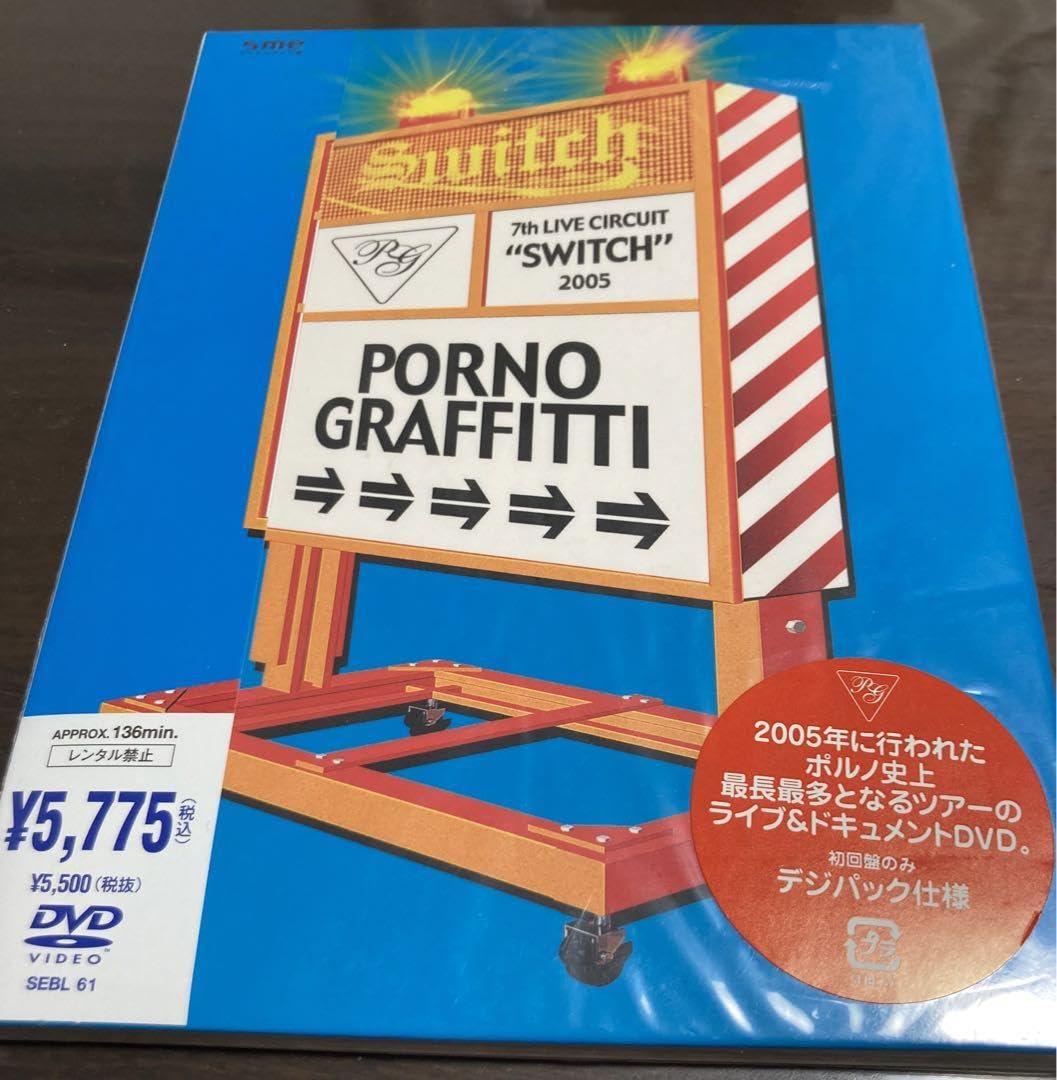 sme
Switch
PG
7th LIVE CIRCUIT
“SWITCH”
2005
PORNO
GRAFFITTI
APPROX. 136min.
レンタル禁止
¥5,775(税込)
¥5,500(税抜)
DVD
VIDEO™
SEBL 61
PG
2005年に行われた
ポルノ史上
最長最多となるツアーの
ライブ&ドキュメントDVD。
初回盤のみ
デジパック仕様
プラ